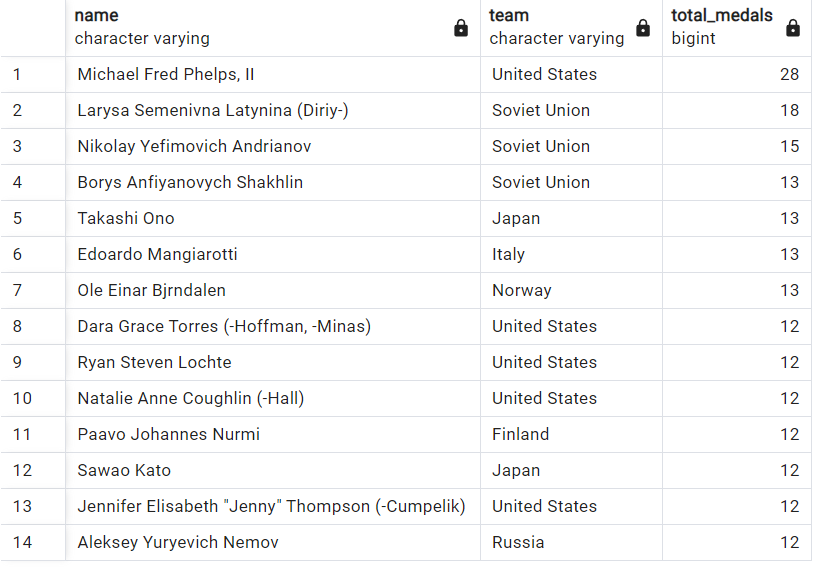 name team total_medals
character varying character varying bigint
1 Michael Fred Phelps, II United States 28
2 Larysa Semenivna Latynina (Diriy-) Soviet Union 18
3 Nikolay Yefimovich Andrianov Soviet Union 15
4 Borys Anfiyanovych Shakhlin Soviet Union 13
5 Takashi Ono Japan 13
6 Edoardo Mangiarotti Italy 13
7 Ole Einar Bjrndalen Norway 13
8 Dara Grace Torres (-Hoffman, -Minas) United States 12
9 Ryan Steven Lochte United States 12
10 Natalie Anne Coughlin (-Hall) United States 12
11 Paavo Johannes Nurmi Finland 12
12 Sawao Kato Japan 12
13 Jennifer Elisabeth "Jenny" Thompson (-Cumpelik) United States 12
14 Aleksey Yuryevich Nemov Russia 12